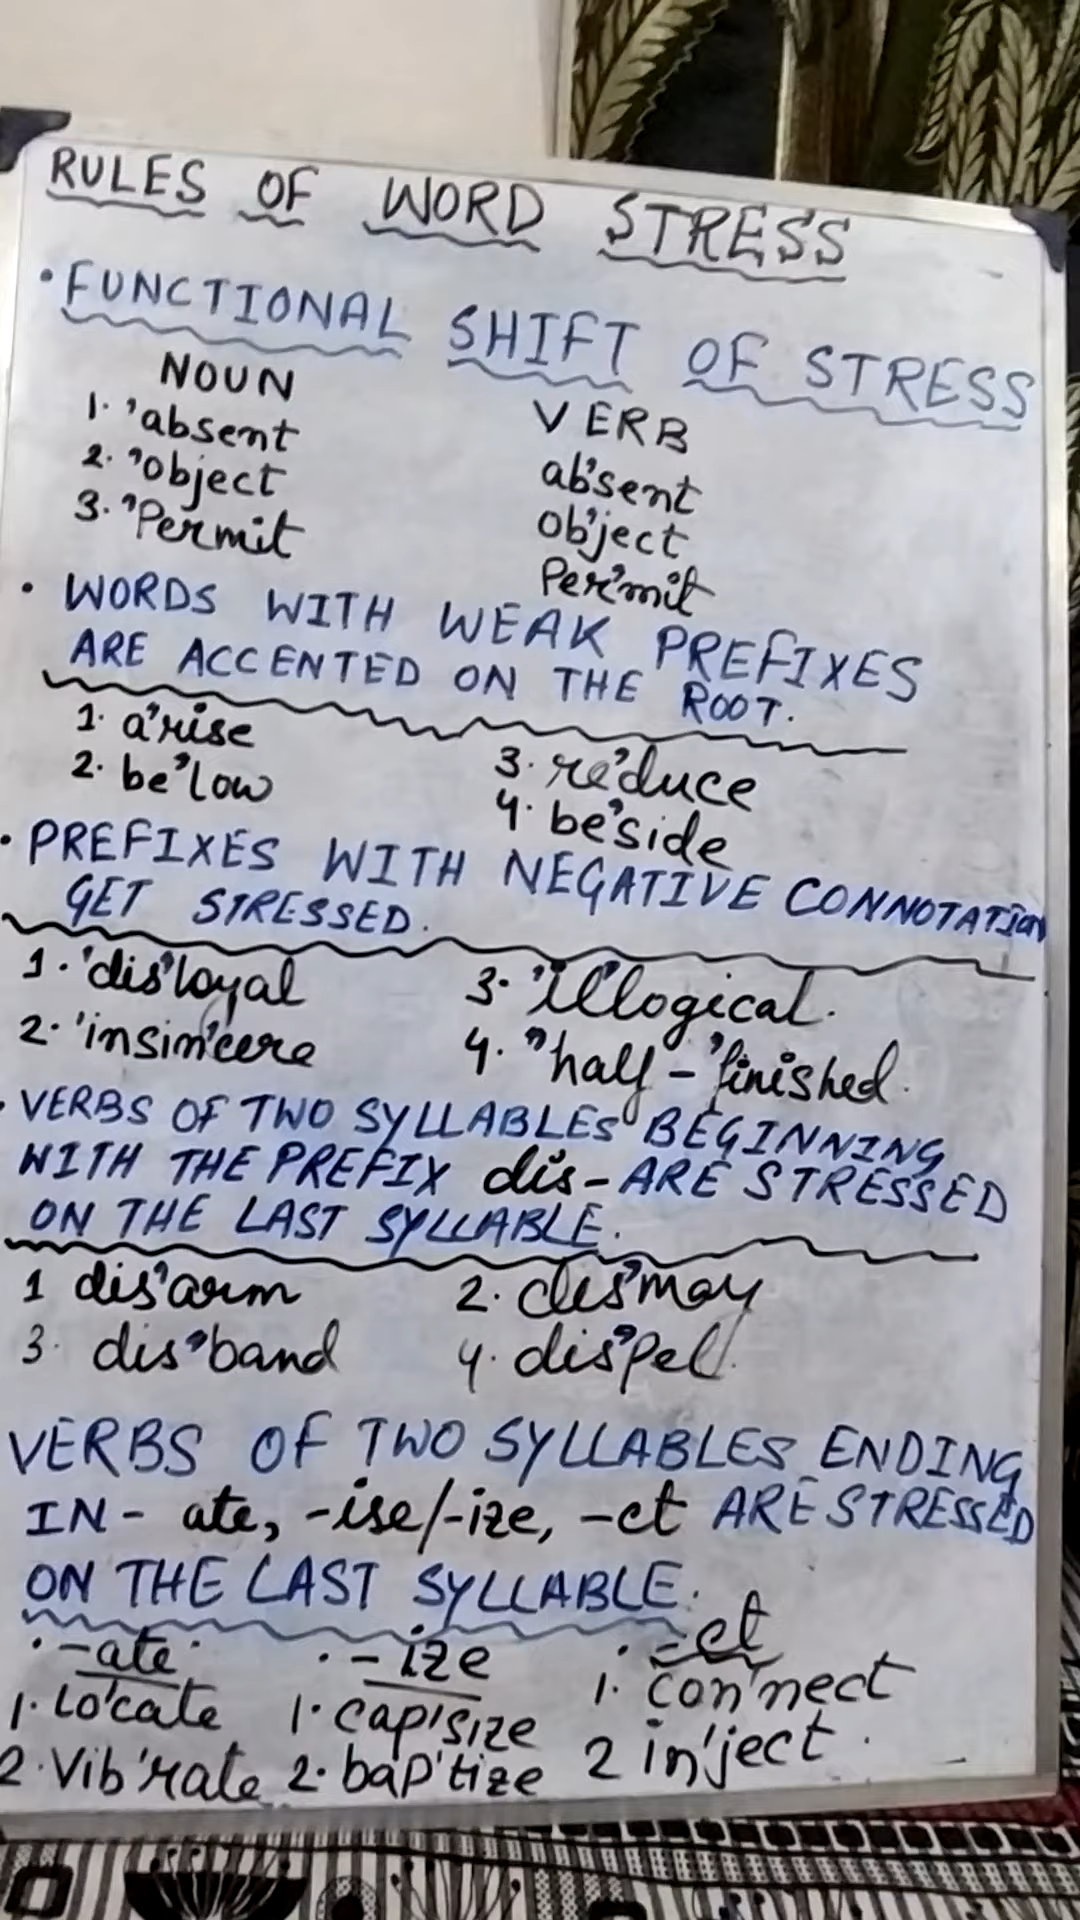 RULES OF WORD STRESS
• FUNCTIONAL SHIFT OF STRESS
NOUN VERB
1. 'absent ab'sent
2. 'object ob'ject
3. 'Permit Per'mit
• WORDS WITH WEAK PREFIXES
ARE ACCENTED ON THE ROOT.
1. a'rise 3. re'duce
2. be'low 4. be'side
• PREFIXES WITH NEGATIVE CONNOTATION
GET STRESSED.
1. 'dis'loyal 3. 'il'logical.
2. 'insin'cere 4. 'half-'finished.
• VERBS OF TWO SYLLABLES BEGINNING
WITH THE PREFIX dis- ARE STRESSED
ON THE LAST SYLLABLE.
1 dis'arm 2. dis'may
3. dis'band 4. dis'pel.
VERBS OF TWO SYLLABLES ENDING
IN - ate, -ise/-ize, -ct ARE STRESSED
ON THE LAST SYLLABLE.
• -ate • -ize • -ct
1. Lo'cate 1. cap'size 1. con'nect
2. Vib'rate 2. bap'tize 2 in'ject.